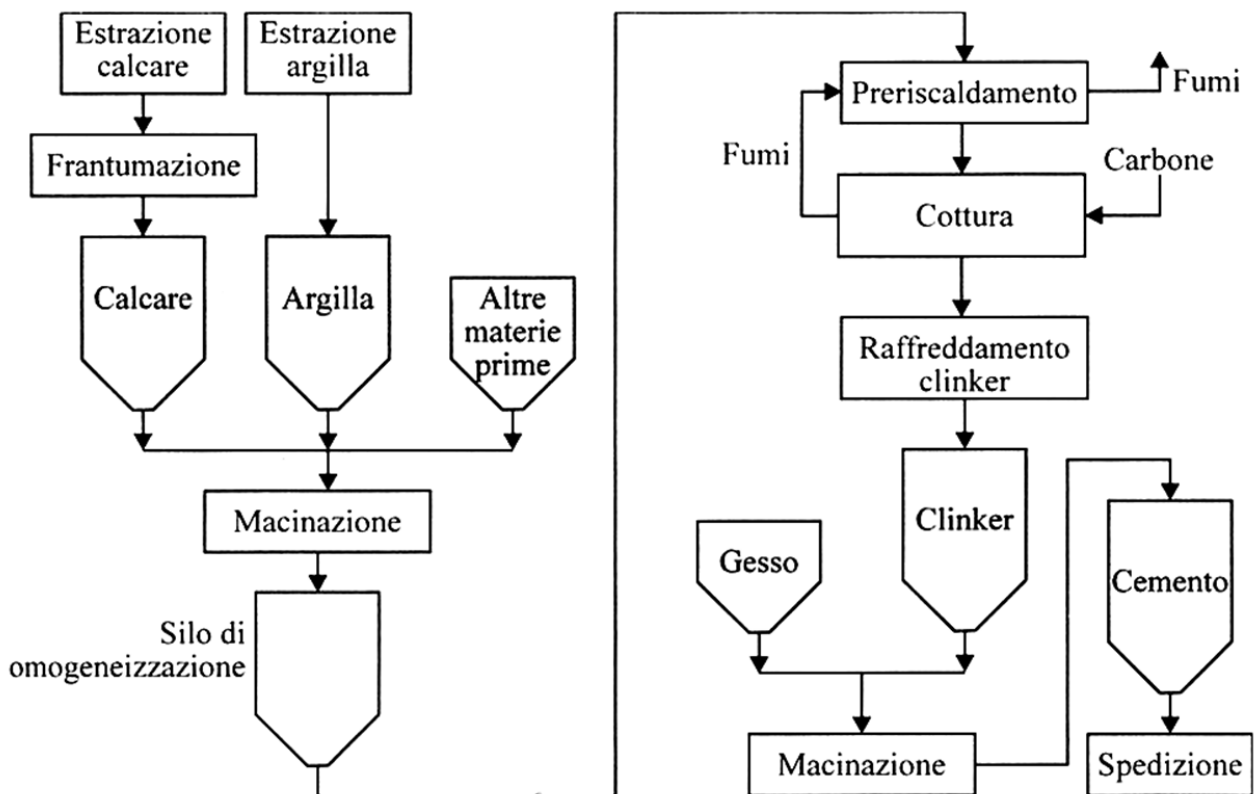 Estrazione
calcare
Estrazione
argilla
Frantumazione
Calcare
Argilla
Altre
materie
prime
Macinazione
Silo di
omogeneizzazione
Preriscaldamento
Fumi
Fumi
Carbone
Cottura
Raffreddamento
clinker
Clinker
Gesso
Cemento
Macinazione
Spedizione